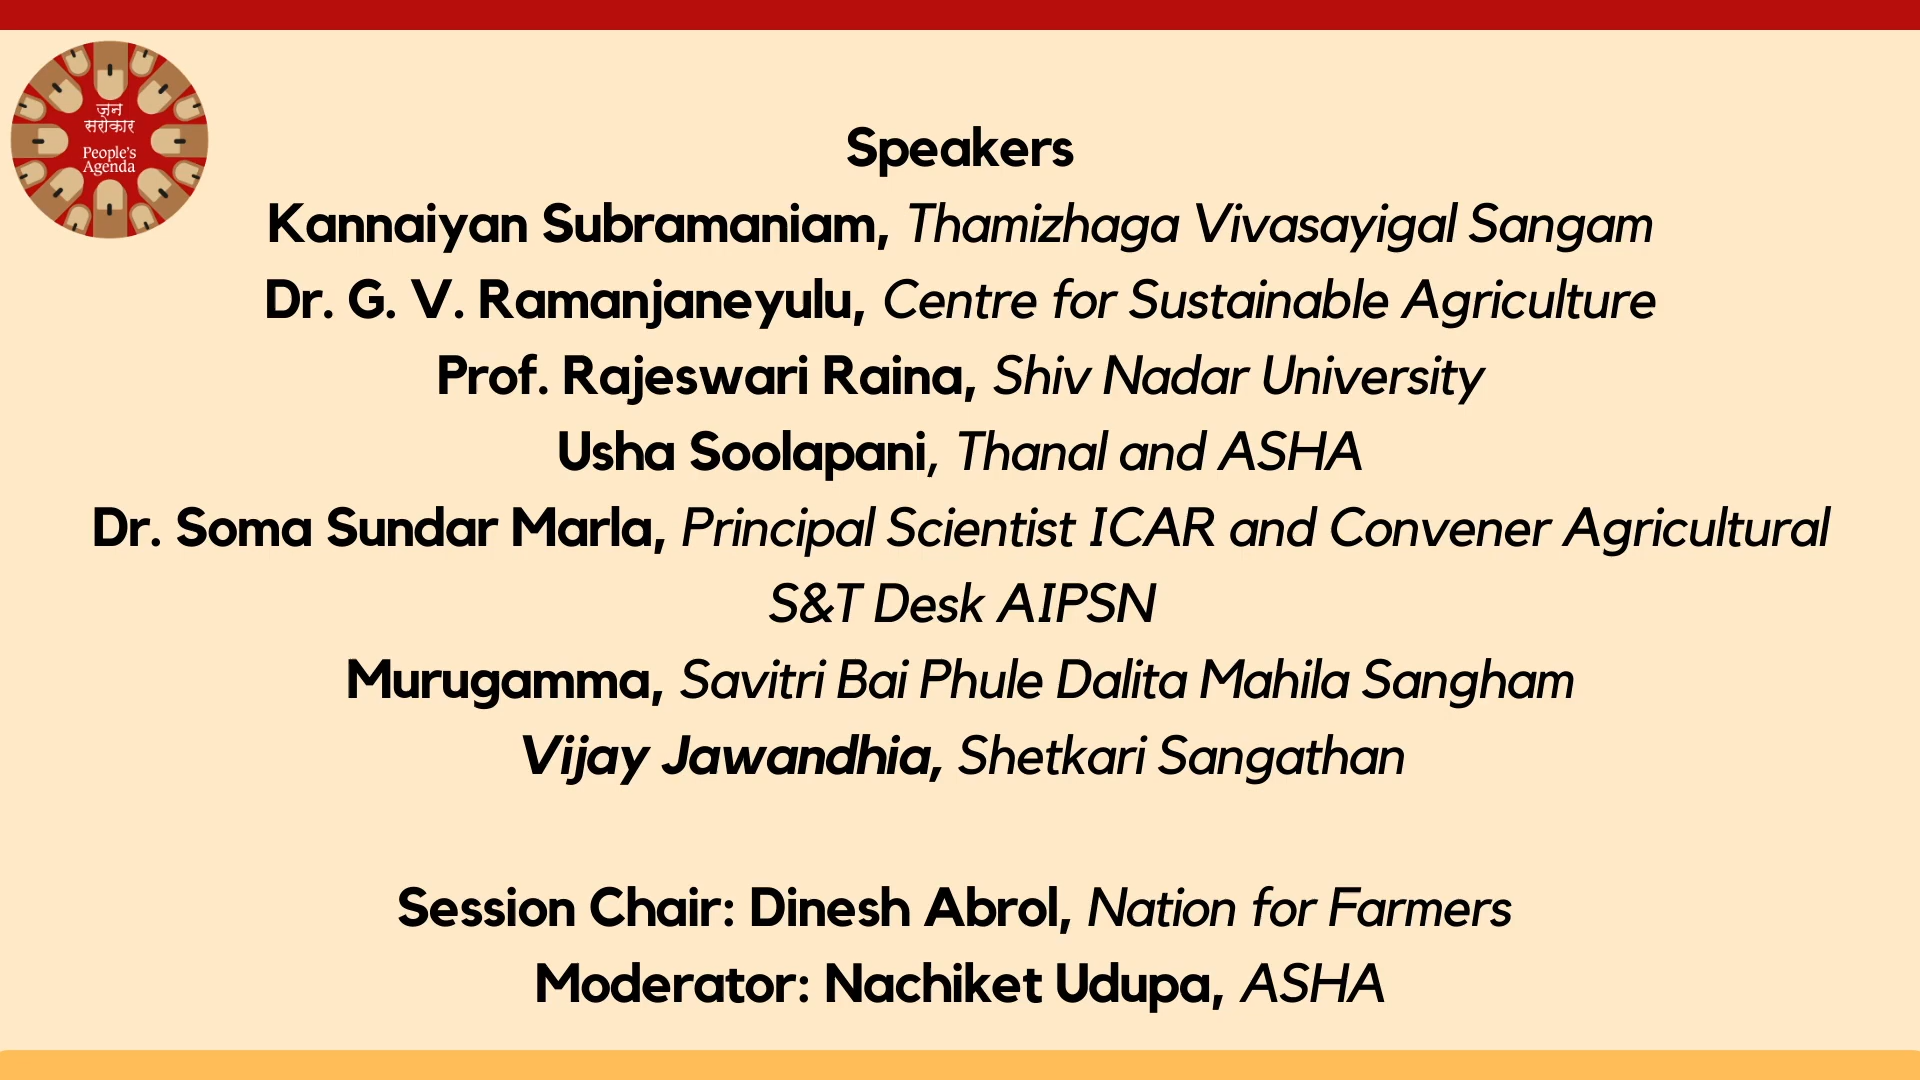 जन
सरोकार
People's
Agenda
Speakers
Kannaiyan Subramaniam, Thamizhaga Vivasayigal Sangam
Dr. G. V. Ramanjaneyulu, Centre for Sustainable Agriculture
Prof. Rajeswari Raina, Shiv Nadar University
Usha Soolapani, Thanal and ASHA
Dr. Soma Sundar Marla, Principal Scientist ICAR and Convener Agricultural
S&T Desk AIPSN
Murugamma, Savitri Bai Phule Dalita Mahila Sangham
Vijay Jawandhia, Shetkari Sangathan
Session Chair: Dinesh Abrol, Nation for Farmers
Moderator: Nachiket Udupa, ASHA